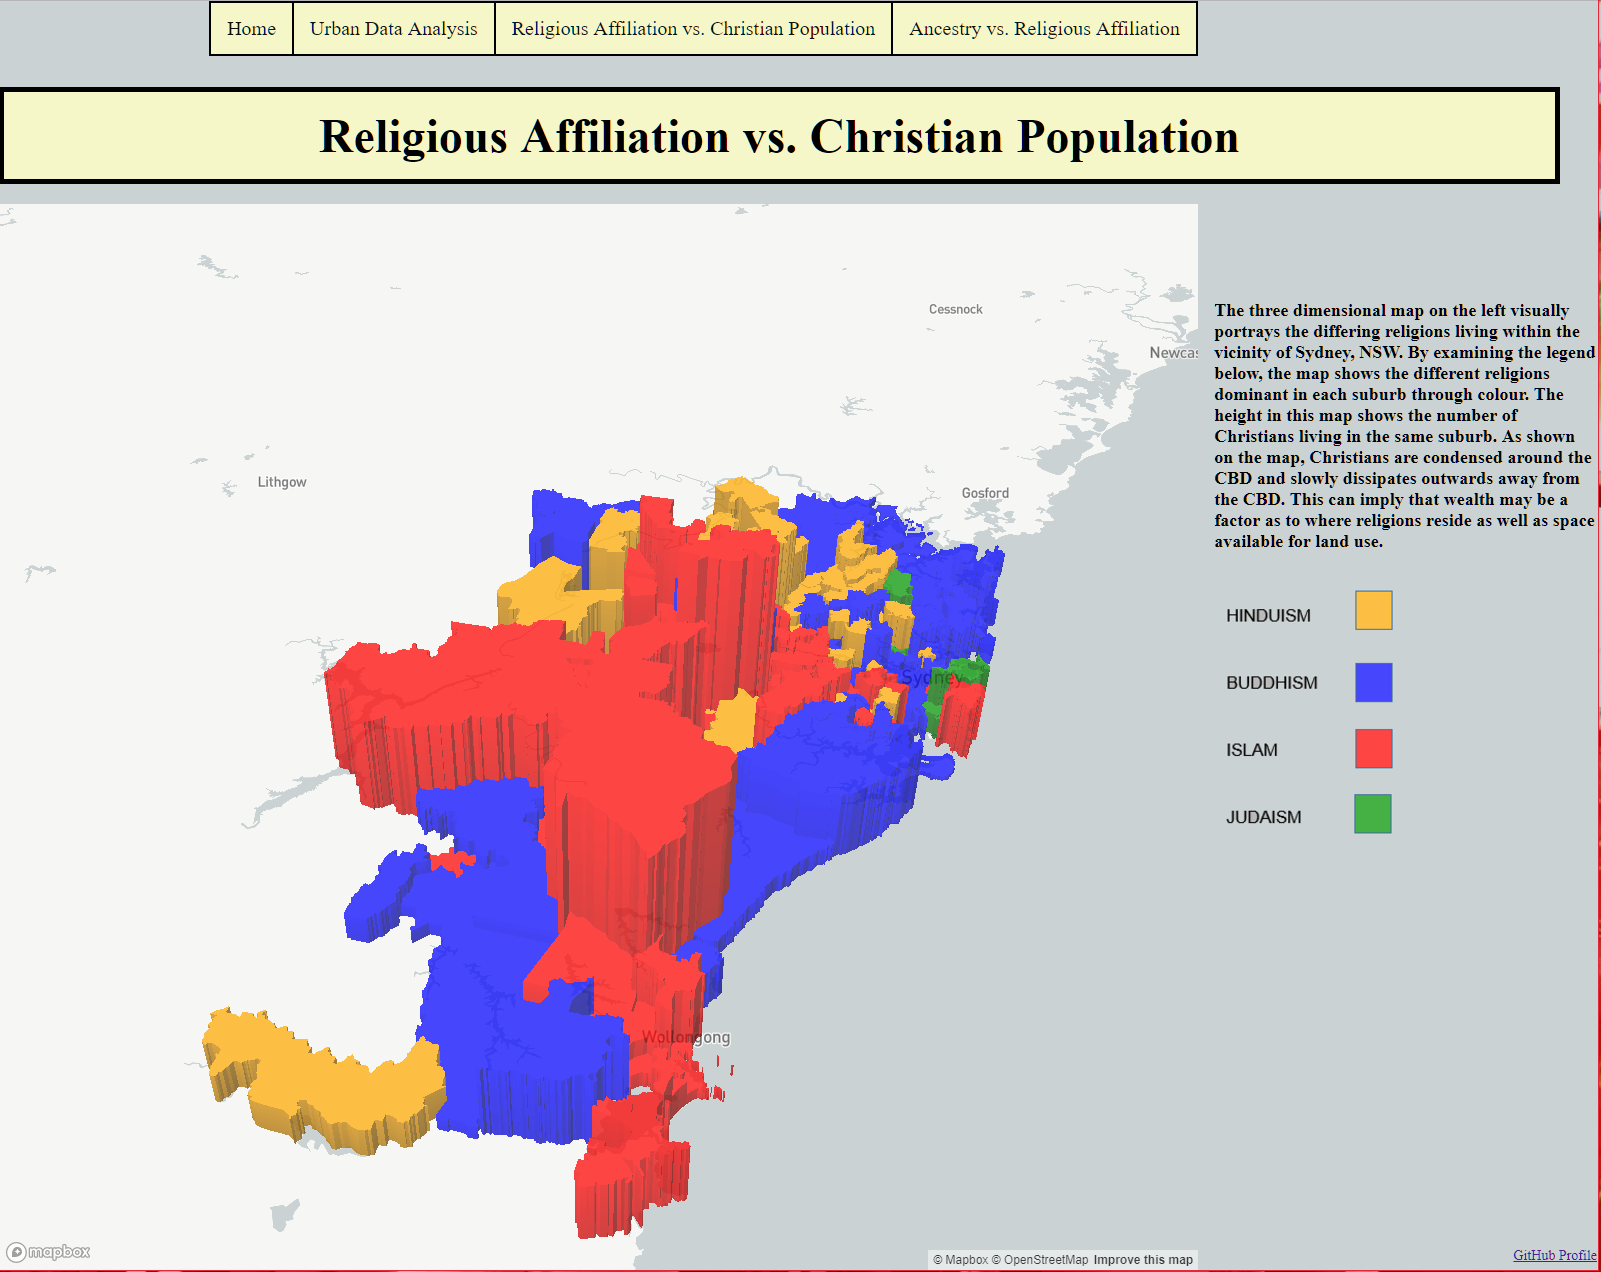 Home
Urban Data Analysis
Religious Affiliation vs. Christian Population
Ancestry vs. Religious Affiliation
Religious Affiliation vs. Christian Population
Cessnock
Newcas
Lithgow
Gosford
Sydney
Wollongong
The three dimensional map on the left visually
portrays the differing religions living within the
vicinity of Sydney, NSW. By examining the legend
below, the map shows the different religions
dominant in each suburb through colour. The
height in this map shows the number of
Christians living in the same suburb. As shown
on the map, Christians are condensed around the
CBD and slowly dissipates outwards away from
the CBD. This can imply that wealth may be a
factor as to where religions reside as well as space
available for land use.
HINDUISM
BUDDHISM
ISLAM
JUDAISM
mapbox
© Mapbox © OpenStreetMap Improve this map
GitHub Profile